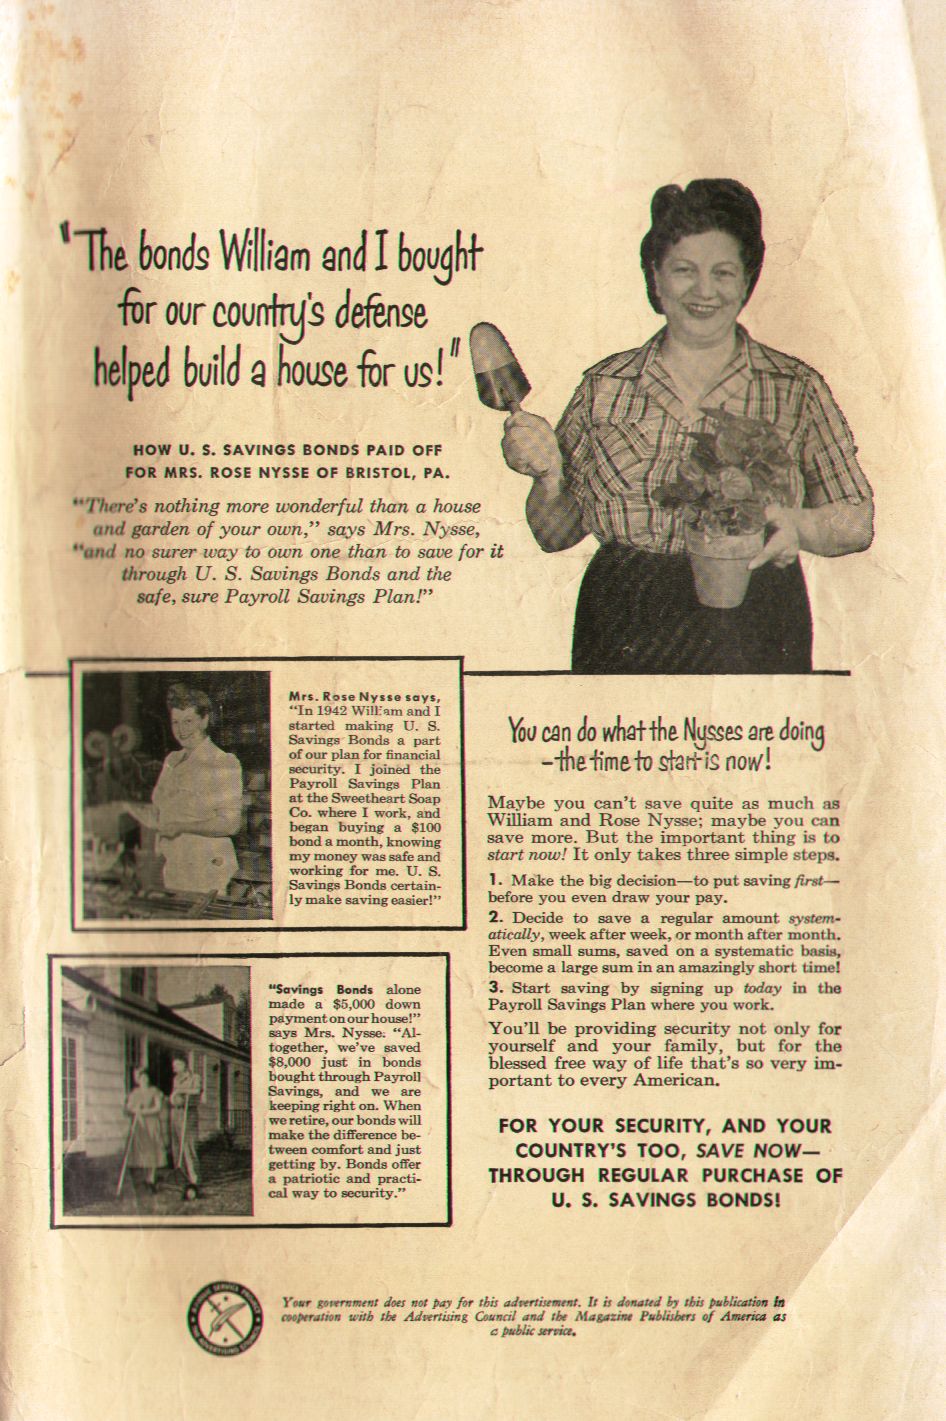 "The bonds William and I bought
for our country's defense
helped build a house for us!"
HOW U. S. SAVINGS BONDS PAID OFF
FOR MRS. ROSE NYSSE OF BRISTOL, PA.
"There's nothing more wonderful than a house
and garden of your own," says Mrs. Nysse,
"and no surer way to own one than to save for it
through U. S. Savings Bonds and the
safe, sure Payroll Savings Plan!"
Mrs. Rose Nysse says,
"In 1942 William and I
started making U. S.
Savings Bonds a part
of our plan for financial
security. I joined the
Payroll Savings Plan
at the Sweetheart Soap
Co. where I work, and
began buying a $100
bond a month, knowing
my money was safe and
working for me. U. S.
Savings Bonds certain-
ly make saving easier!"
"Savings Bonds alone
made a $5,000 down
payment on our house!"
says Mrs. Nysse. "Al-
together, we've saved
$8,000 just in bonds
bought through Payroll
Savings, and we are
keeping right on. When
we retire, our bonds will
make the difference be-
tween comfort and just
getting by. Bonds offer
a patriotic and practi-
cal way to security."
You can do what the Nysses are doing
–the time to start is now!
Maybe you can't save quite as much as
William and Rose Nysse; maybe you can
save more. But the important thing is to
start now! It only takes three simple steps.
1. Make the big decision—to put saving first—
before you even draw your pay.
2. Decide to save a regular amount system-
atically, week after week, or month after month.
Even small sums, saved on a systematic basis,
become a large sum in an amazingly short time!
3. Start saving by signing up today in the
Payroll Savings Plan where you work.
You'll be providing security not only for
yourself and your family, but for the
blessed free way of life that's so very im-
portant to every American.
FOR YOUR SECURITY, AND YOUR
COUNTRY'S TOO, SAVE NOW—
THROUGH REGULAR PURCHASE OF
U. S. SAVINGS BONDS!
Your government does not pay for this advertisement. It is donated by this publication in
cooperation with the Advertising Council and the Magazine Publishers of America as
a public service.